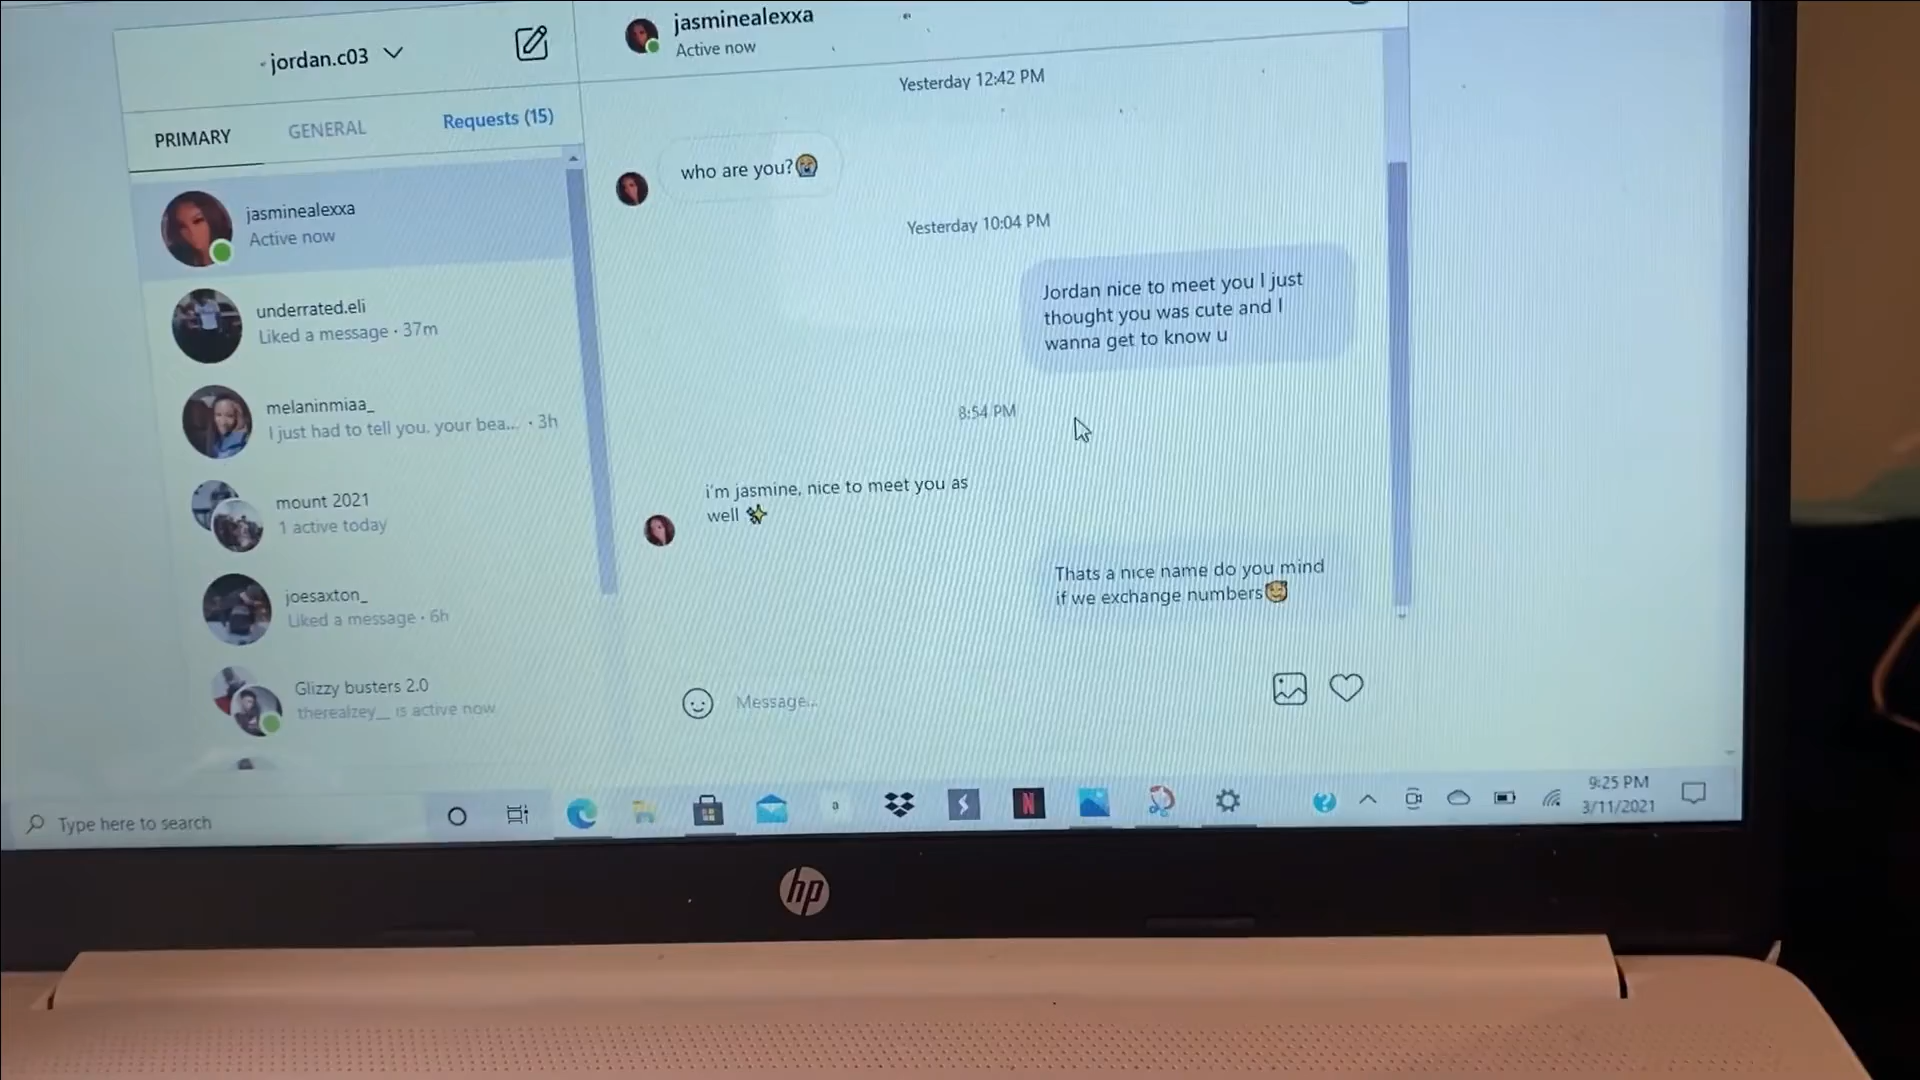 jordan.c03
PRIMARY
GENERAL
Requests (15)
jasminealexxa
Active now
underrated.eli
Liked a message · 37m
melaninmiaa_
I just had to tell you, your bea... · 3h
mount 2021
1 active today
joesaxton_
Liked a message · 6h
Glizzy busters 2.0
therealzey__ is active now
jasminealexxa
Active now
Yesterday 12:42 PM
who are you?😭
Yesterday 10:04 PM
Jordan nice to meet you I just
thought you was cute and I
wanna get to know u
8:54 PM
i'm jasmine, nice to meet you as
well ✨
Thats a nice name do you mind
if we exchange numbers😈
Message...
Type here to search
a
N
9:25 PM
3/11/2021
hp